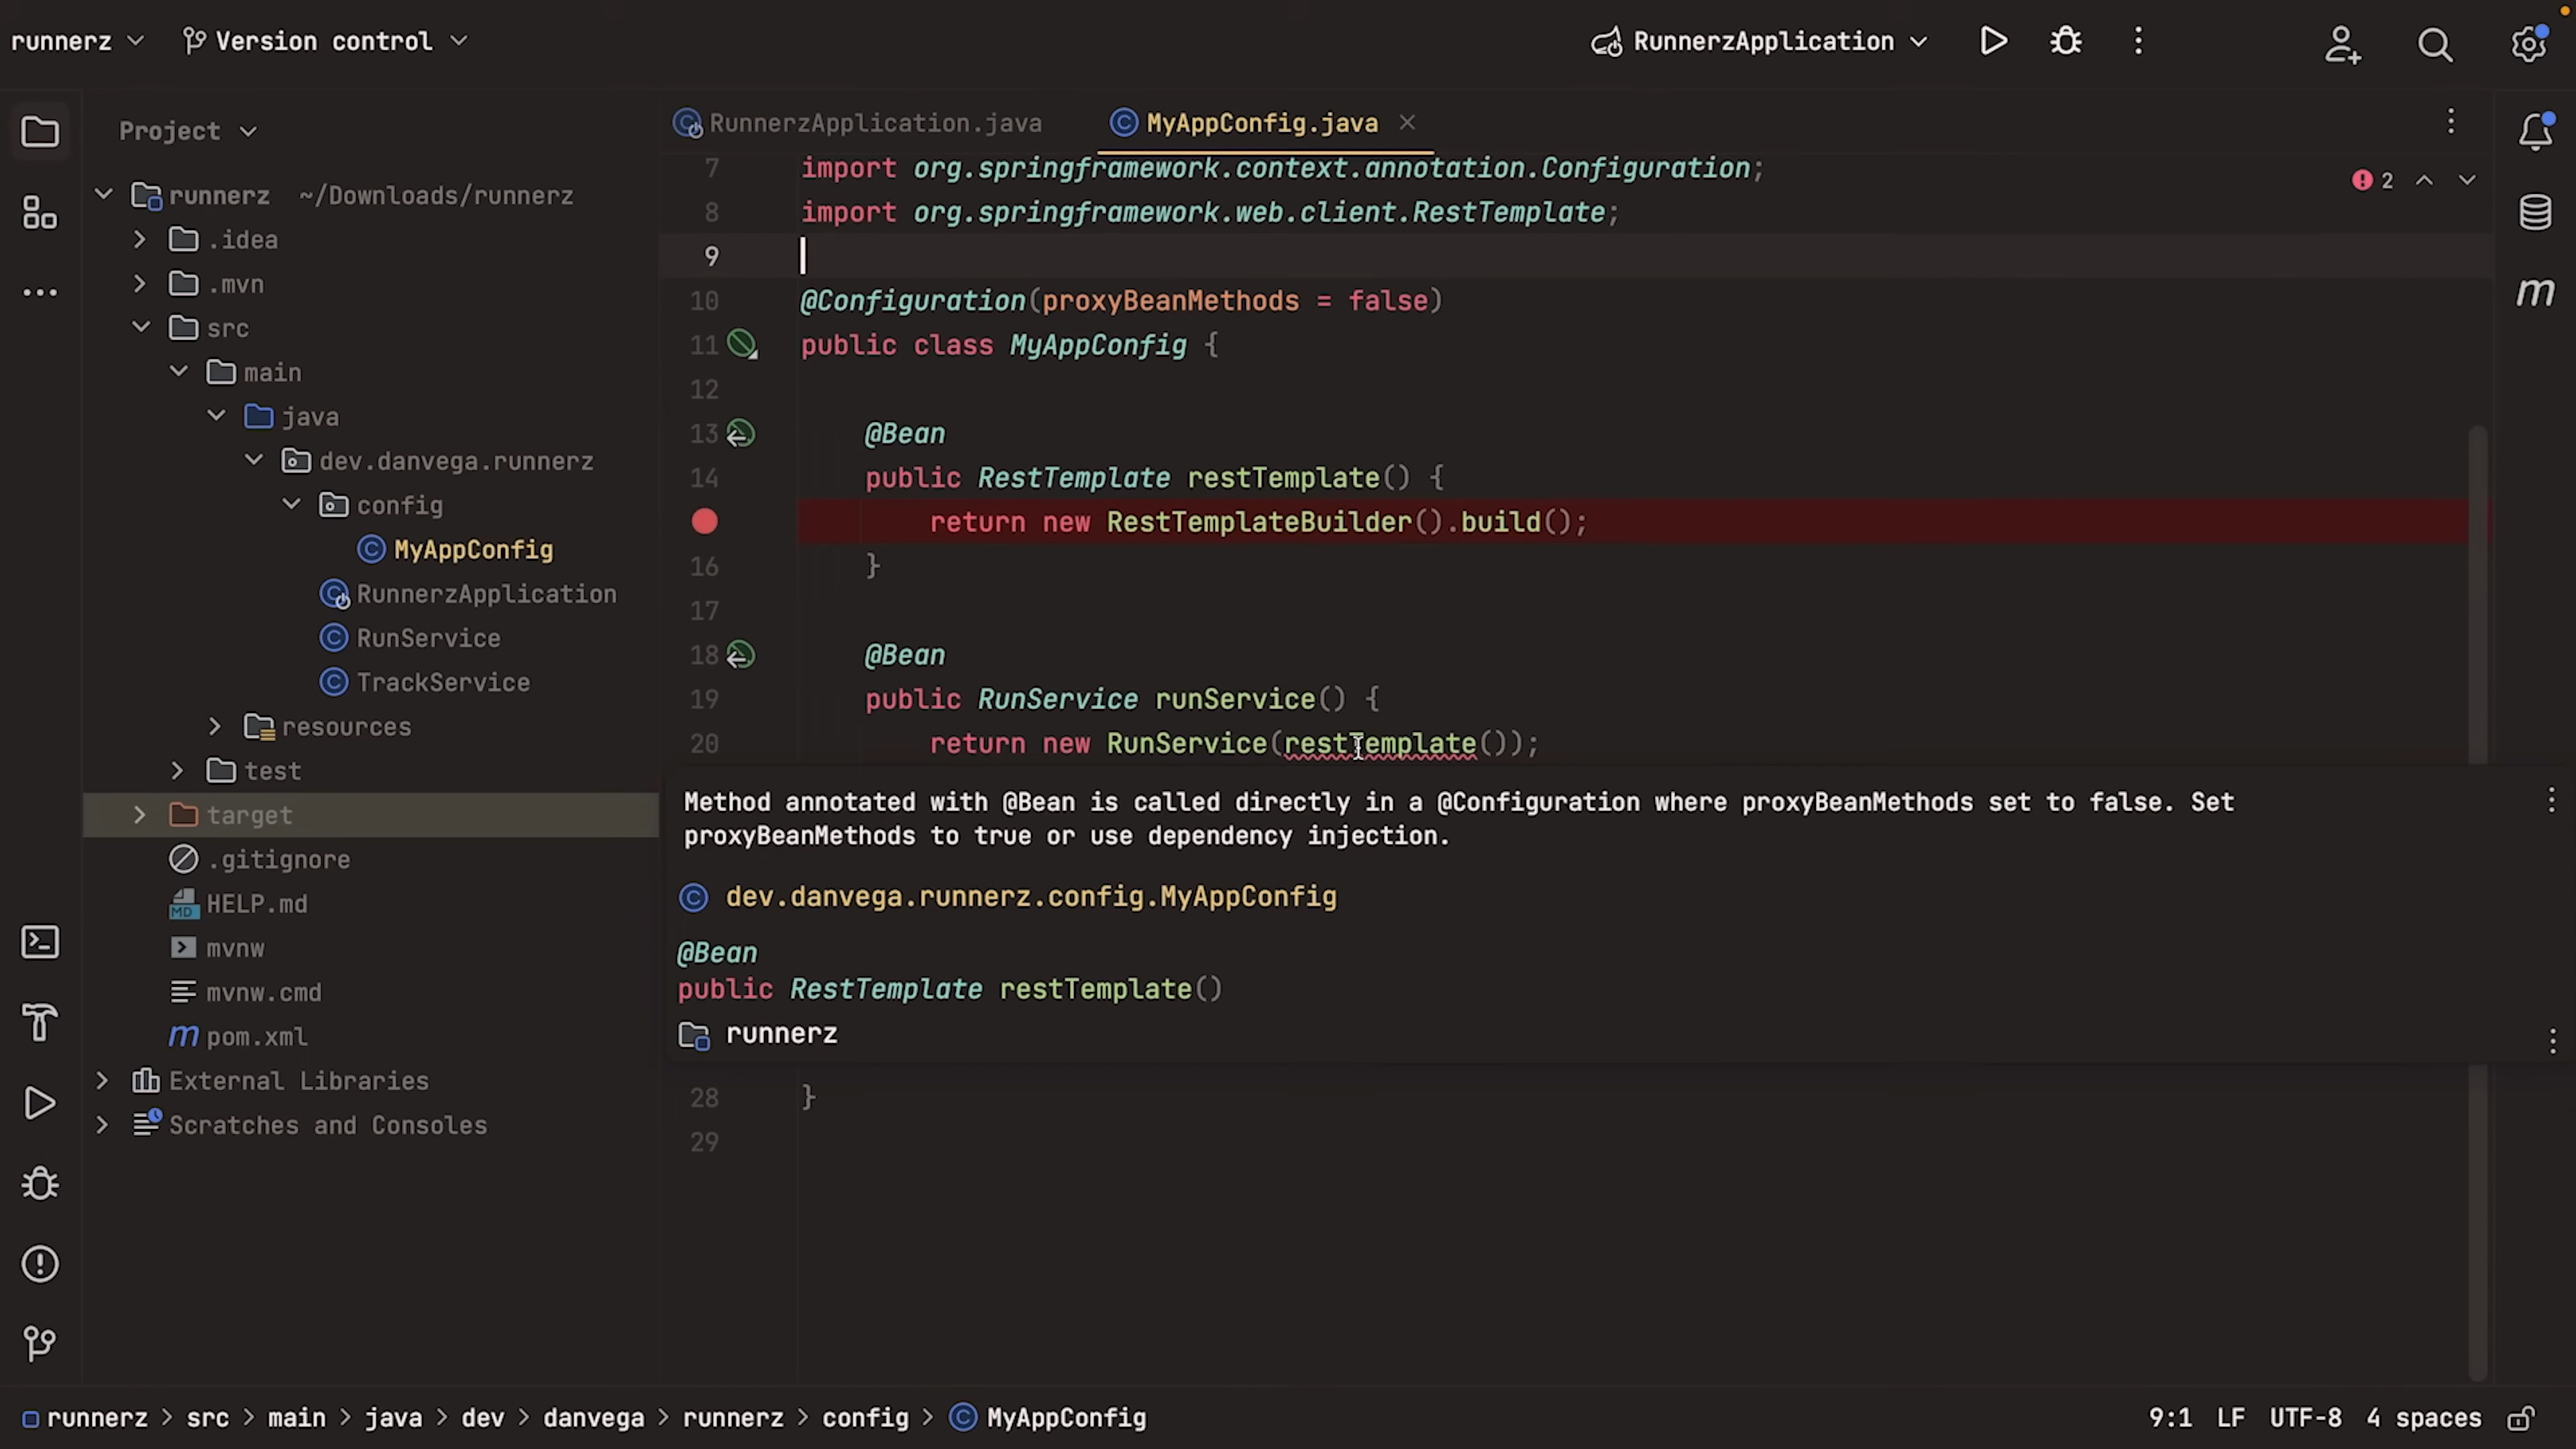 runnerz Version control RunnerzApplication
Project
RunnerzApplication.java MyAppConfig.java
runnerz ~/Downloads/runnerz
.idea
.mvn
src
main
java
dev.danvega.runnerz
config
MyAppConfig
RunnerzApplication
RunService
TrackService
resources
test
target
.gitignore
MD HELP.md
mvnw
mvnw.cmd
m pom.xml
External Libraries
Scratches and Consoles
2
7 import org.springframework.context.annotation.Configuration;
8 import org.springframework.web.client.RestTemplate;
9
10 @Configuration(proxyBeanMethods = false)
11 public class MyAppConfig {
12
13 @Bean
14 public RestTemplate restTemplate() {
return new RestTemplateBuilder().build();
16 }
17
18 @Bean
19 public RunService runService() {
20 return new RunService(restTemplate());
Method annotated with @Bean is called directly in a @Configuration where proxyBeanMethods set to false. Set
proxyBeanMethods to true or use dependency injection.
dev.danvega.runnerz.config.MyAppConfig
@Bean
public RestTemplate restTemplate()
runnerz
28 }
29
m
runnerz > src > main > java > dev > danvega > runnerz > config > MyAppConfig 9:1 LF UTF-8 4 spaces